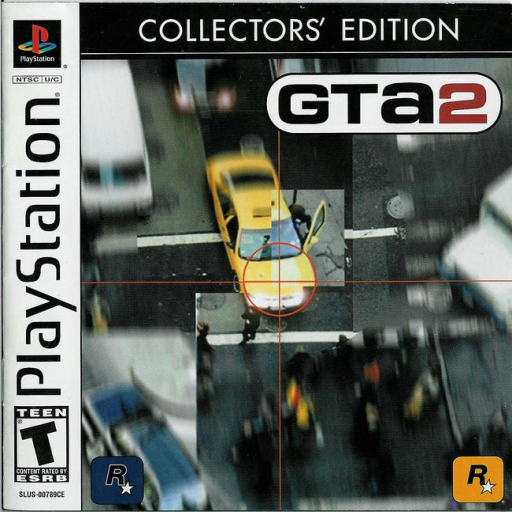 COLLECTORS' EDITION
PlayStation
NTSC U/C
GTA2
PlayStation®
TEEN
T
CONTENT RATED BY
ESRB
SLUS-00789CE
R
R